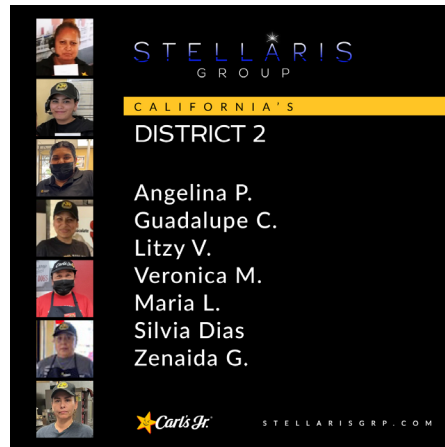 STELLARIS
GROUP
CALIFORNIA'S
DISTRICT 2
Angelina P.
Guadalupe C.
Litzy V.
Veronica M.
Maria L.
Silvia Dias
Zenaida G.
Carl's Jr.
STELLARISGRP.COM